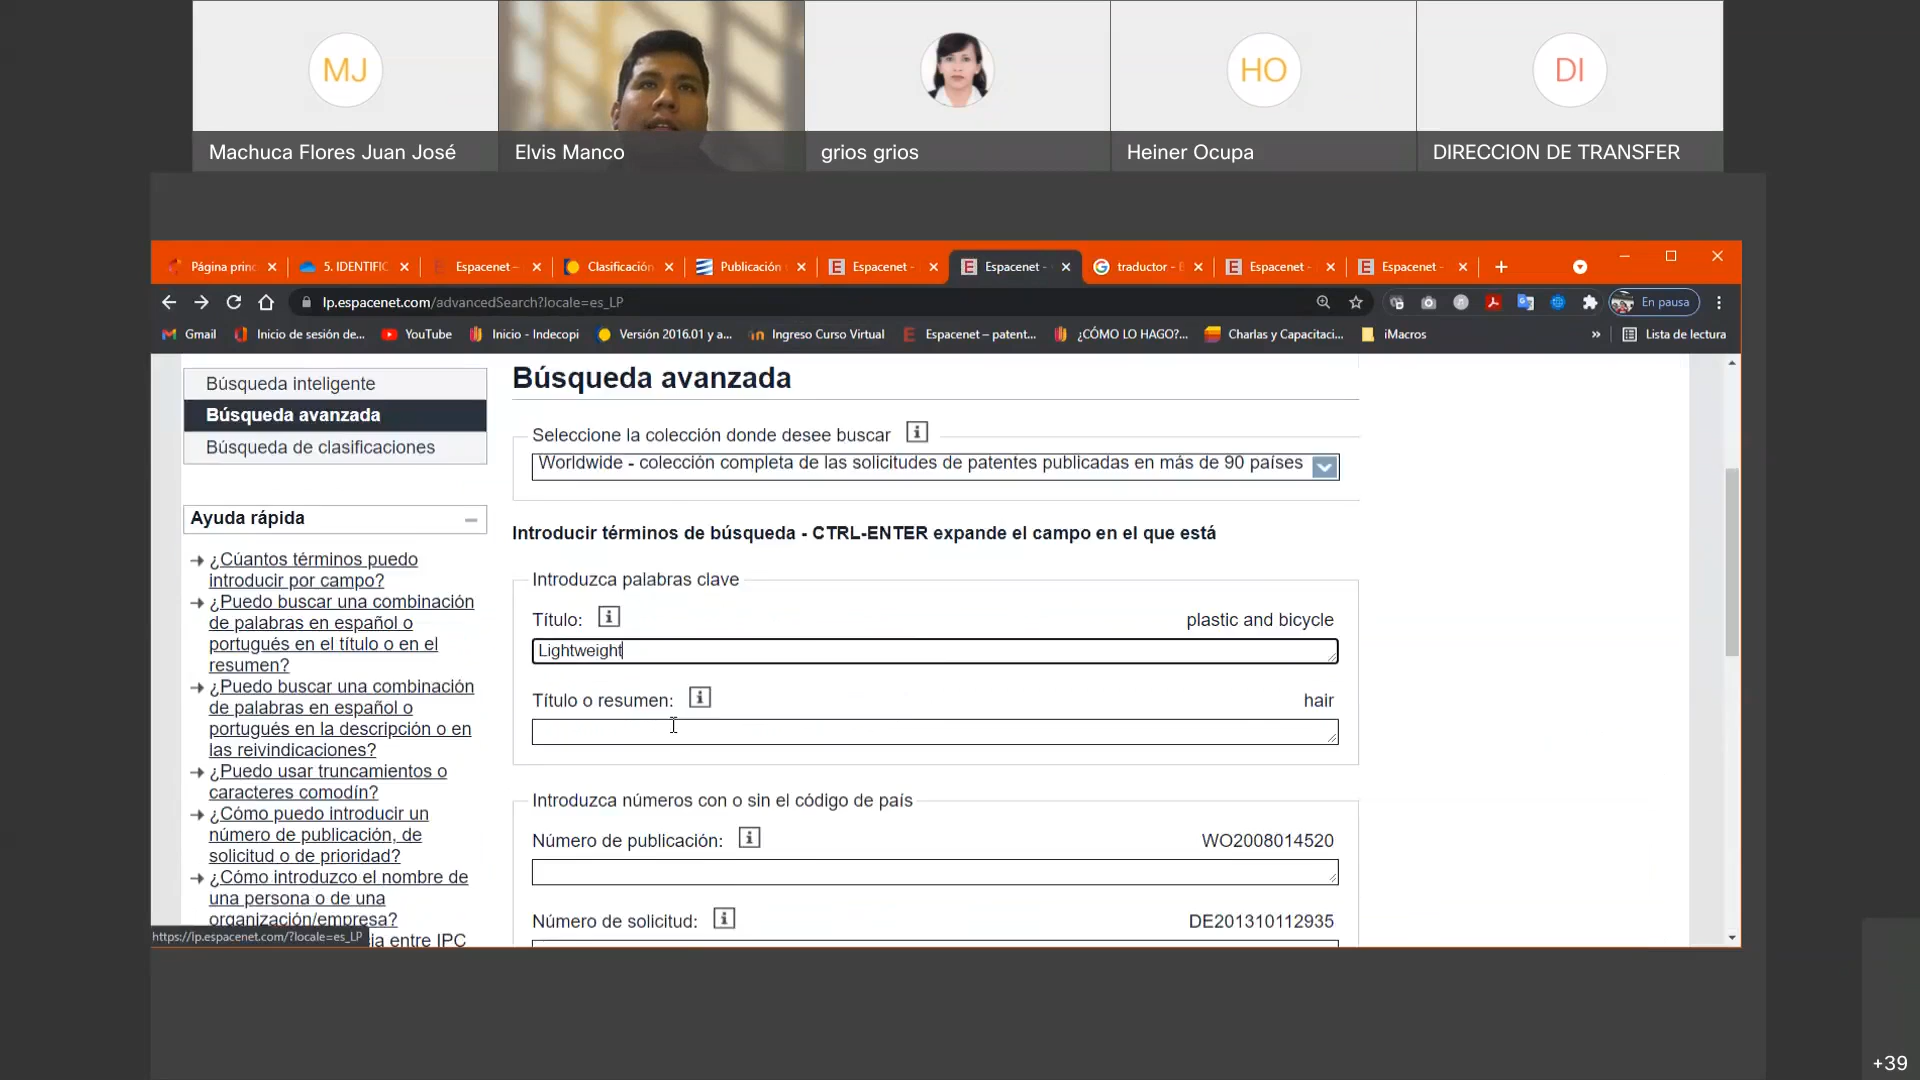 MJ
HO
DI
Machuca Flores Juan José
Elvis Manco
grios grios
Heiner Ocupa
DIRECCION DE TRANSFER
Página princ
5. IDENTIFIC
Espacenet –
Clasificación
Publicación
Espacenet -
Espacenet -
traductor -
Espacenet -
Espacenet -
lp.espacenet.com/advancedSearch?locale=es_LP
En pausa
Gmail
Inicio de sesión de...
YouTube
Inicio - Indecopi
Versión 2016.01 y a...
Ingreso Curso Virtual
Espacenet – patent...
¿CÓMO LO HAGO?...
Charlas y Capacitaci...
iMacros
»
Lista de lectura
Búsqueda inteligente
Búsqueda avanzada
Búsqueda de clasificaciones
Ayuda rápida
¿Cúantos términos puedo
introducir por campo?
¿Puedo buscar una combinación
de palabras en español o
portugués en el título o en el
resumen?
¿Puedo buscar una combinación
de palabras en español o
portugués en la descripción o en
las reivindicaciones?
¿Puedo usar truncamientos o
caracteres comodín?
¿Cómo puedo introducir un
número de publicación, de
solicitud o de prioridad?
¿Cómo introduzco el nombre de
una persona o de una
organización/empresa?
cia entre IPC
https://lp.espacenet.com/?locale=es_LP
Búsqueda avanzada
Seleccione la colección donde desee buscar
Worldwide - colección completa de las solicitudes de patentes publicadas en más de 90 países
Introducir términos de búsqueda - CTRL-ENTER expande el campo en el que está
Introduzca palabras clave
Título: plastic and bicycle
Lightweight
Título o resumen: hair
Introduzca números con o sin el código de país
Número de publicación: WO2008014520
Número de solicitud: DE201310112935
+39